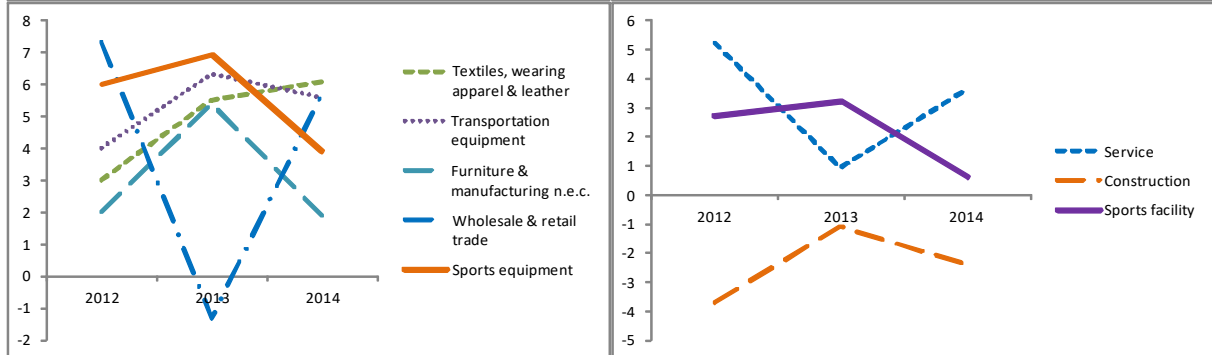 8
7
6
5
4
3
2
1
0
-1
-2
2012
2013
2014
Textiles, wearing
apparel & leather
Transportation
equipment
Furniture &
manufacturing n.e.c.
Wholesale & retail
trade
Sports equipment
6
5
4
3
2
1
0
-1
-2
-3
-4
-5
2012
2013
2014
Service
Construction
Sports facility